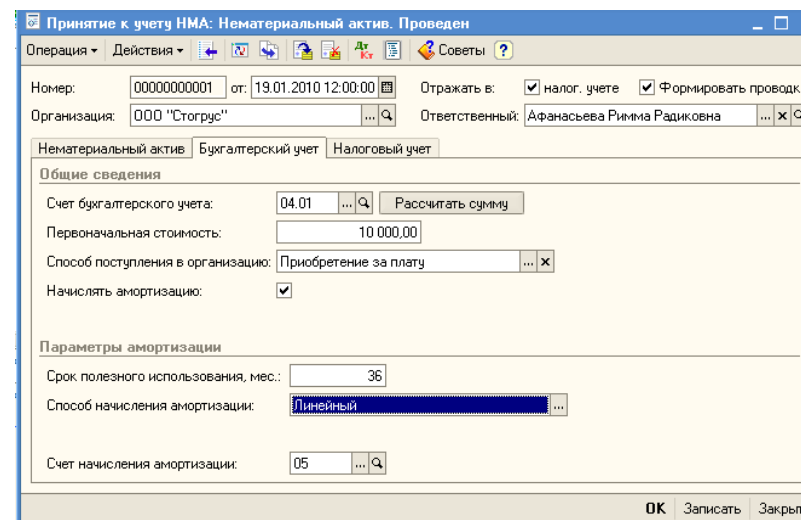 Принятие к учету НМА: Нематериальный актив. Проведен
Операция Действия Дт Кт Советы ?
Номер: 00000000001 от: 19.01.2010 12:00:00 Отражать в: налог. учете Формировать проводк
Организация: ООО "Стогрус" ... Ответственный: Афанасьева Римма Радиковна ... x
Нематериальный актив Бухгалтерский учет Налоговый учет
Общие сведения
Счет бухгалтерского учета: 04.01 ... Рассчитать сумму
Первоначальная стоимость: 10 000,00
Способ поступления в организацию: Приобретение за плату ... x
Начислять амортизацию:
Параметры амортизации
Срок полезного использования, мес.: 36
Способ начисления амортизации: Линейный ...
Счет начисления амортизации: 05 ...
OK Записать Закры